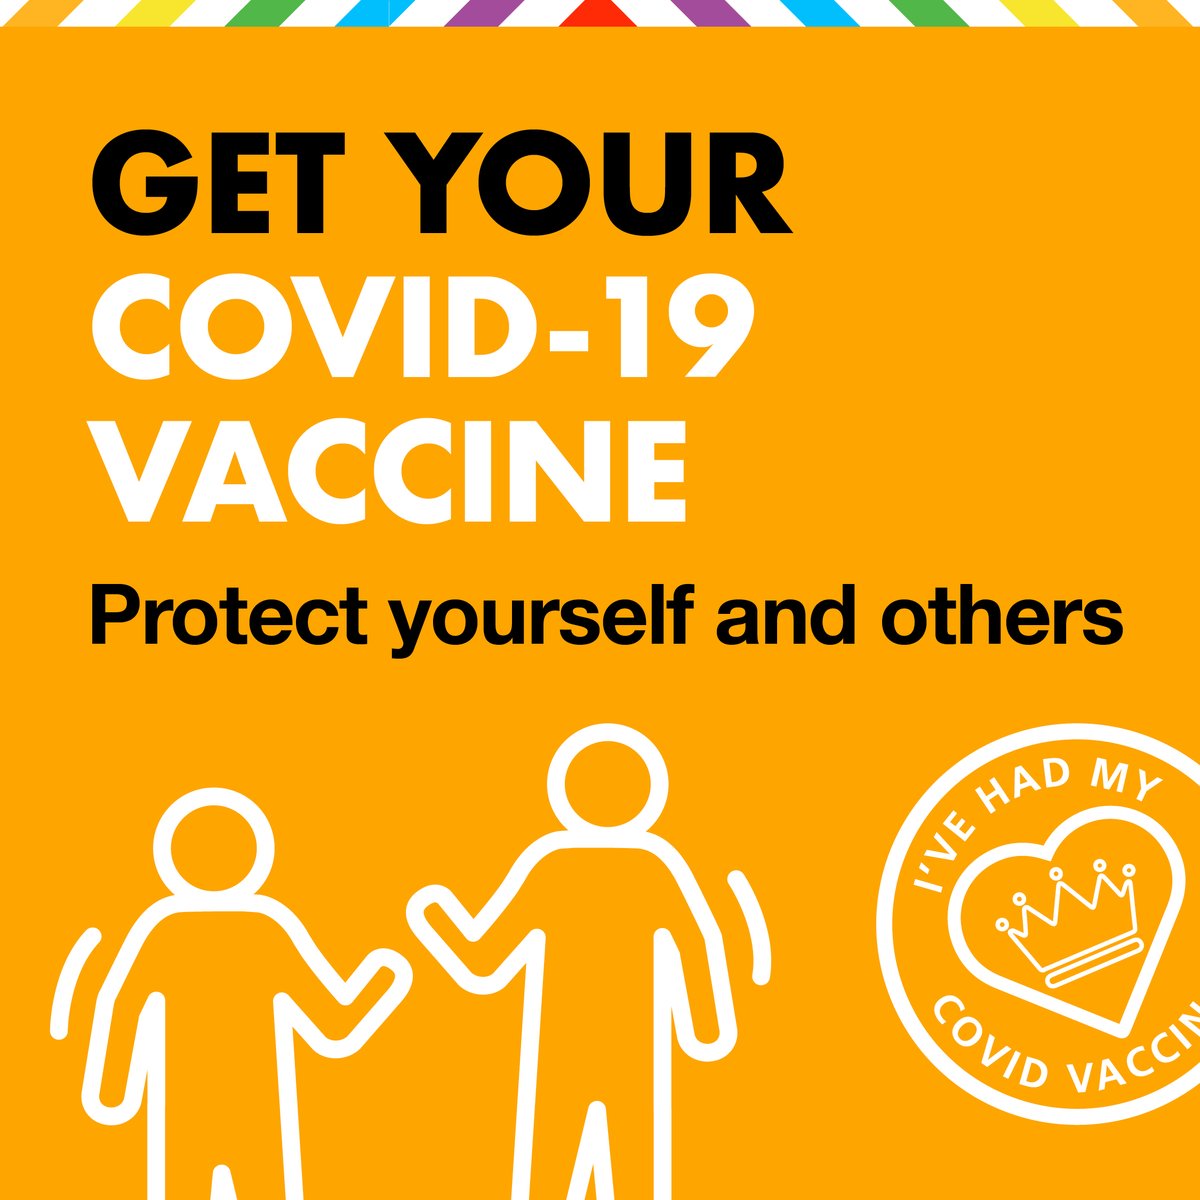 GET YOUR
COVID-19
VACCINE
Protect yourself and others
I'VE HAD MY
COVID VACCIN